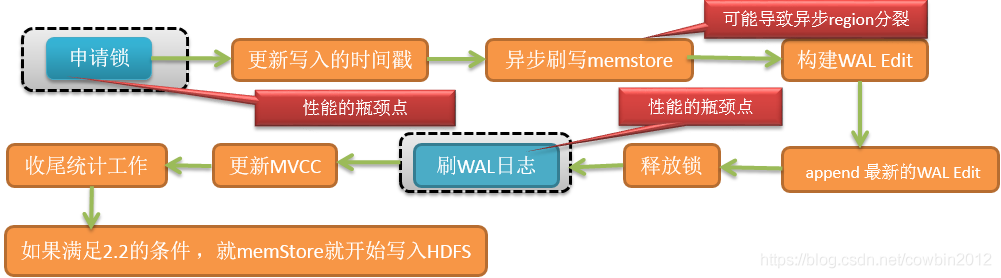 可能导致异步region分裂
申请锁
更新写入的时间戳
异步刷写memstore
构建WAL Edit
性能的瓶颈点
性能的瓶颈点
收尾统计工作
更新MVCC
刷WAL日志
释放锁
append 最新的WAL Edit
如果满足2.2的条件，就memStore就开始写入HDFS
https://blog.csdn.net/cowbin2012